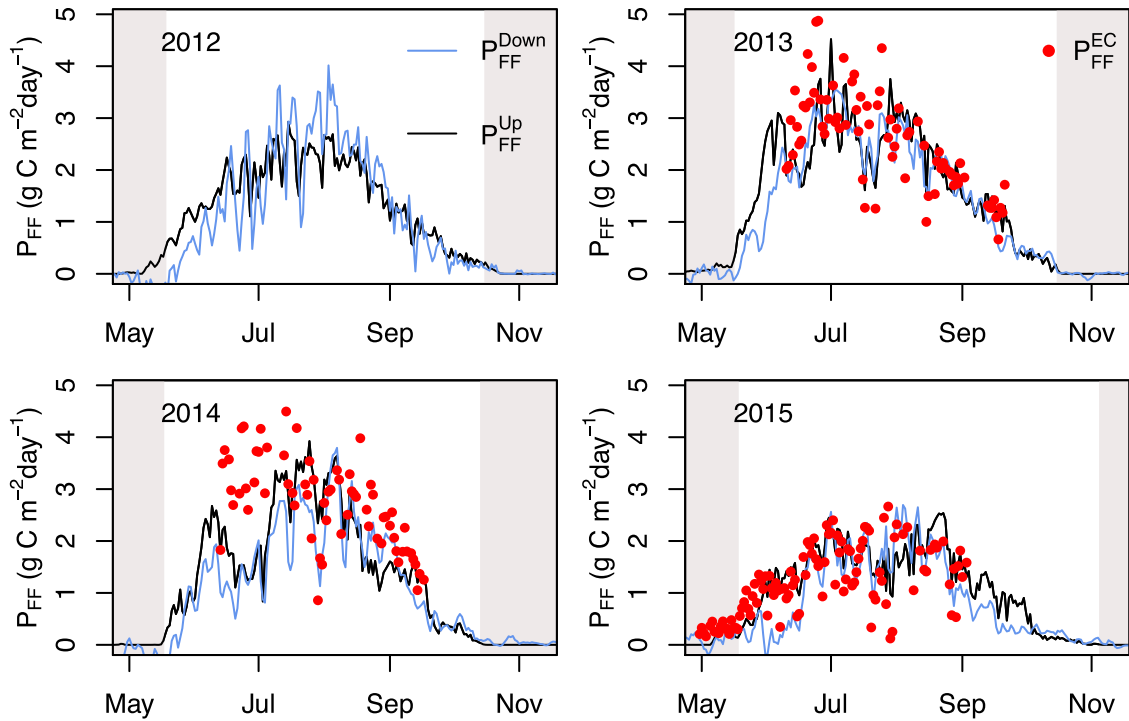 2012
P_FF^Down
P_FF^Up
P_FF (g C m^−2 day^−1)
0 1 2 3 4 5
May Jul Sep Nov
2013
P_FF^EC
P_FF (g C m^−2 day^−1)
0 1 2 3 4 5
May Jul Sep Nov
2014
P_FF (g C m^−2 day^−1)
0 1 2 3 4 5
May Jul Sep Nov
2015
P_FF (g C m^−2 day^−1)
0 1 2 3 4 5
May Jul Sep Nov